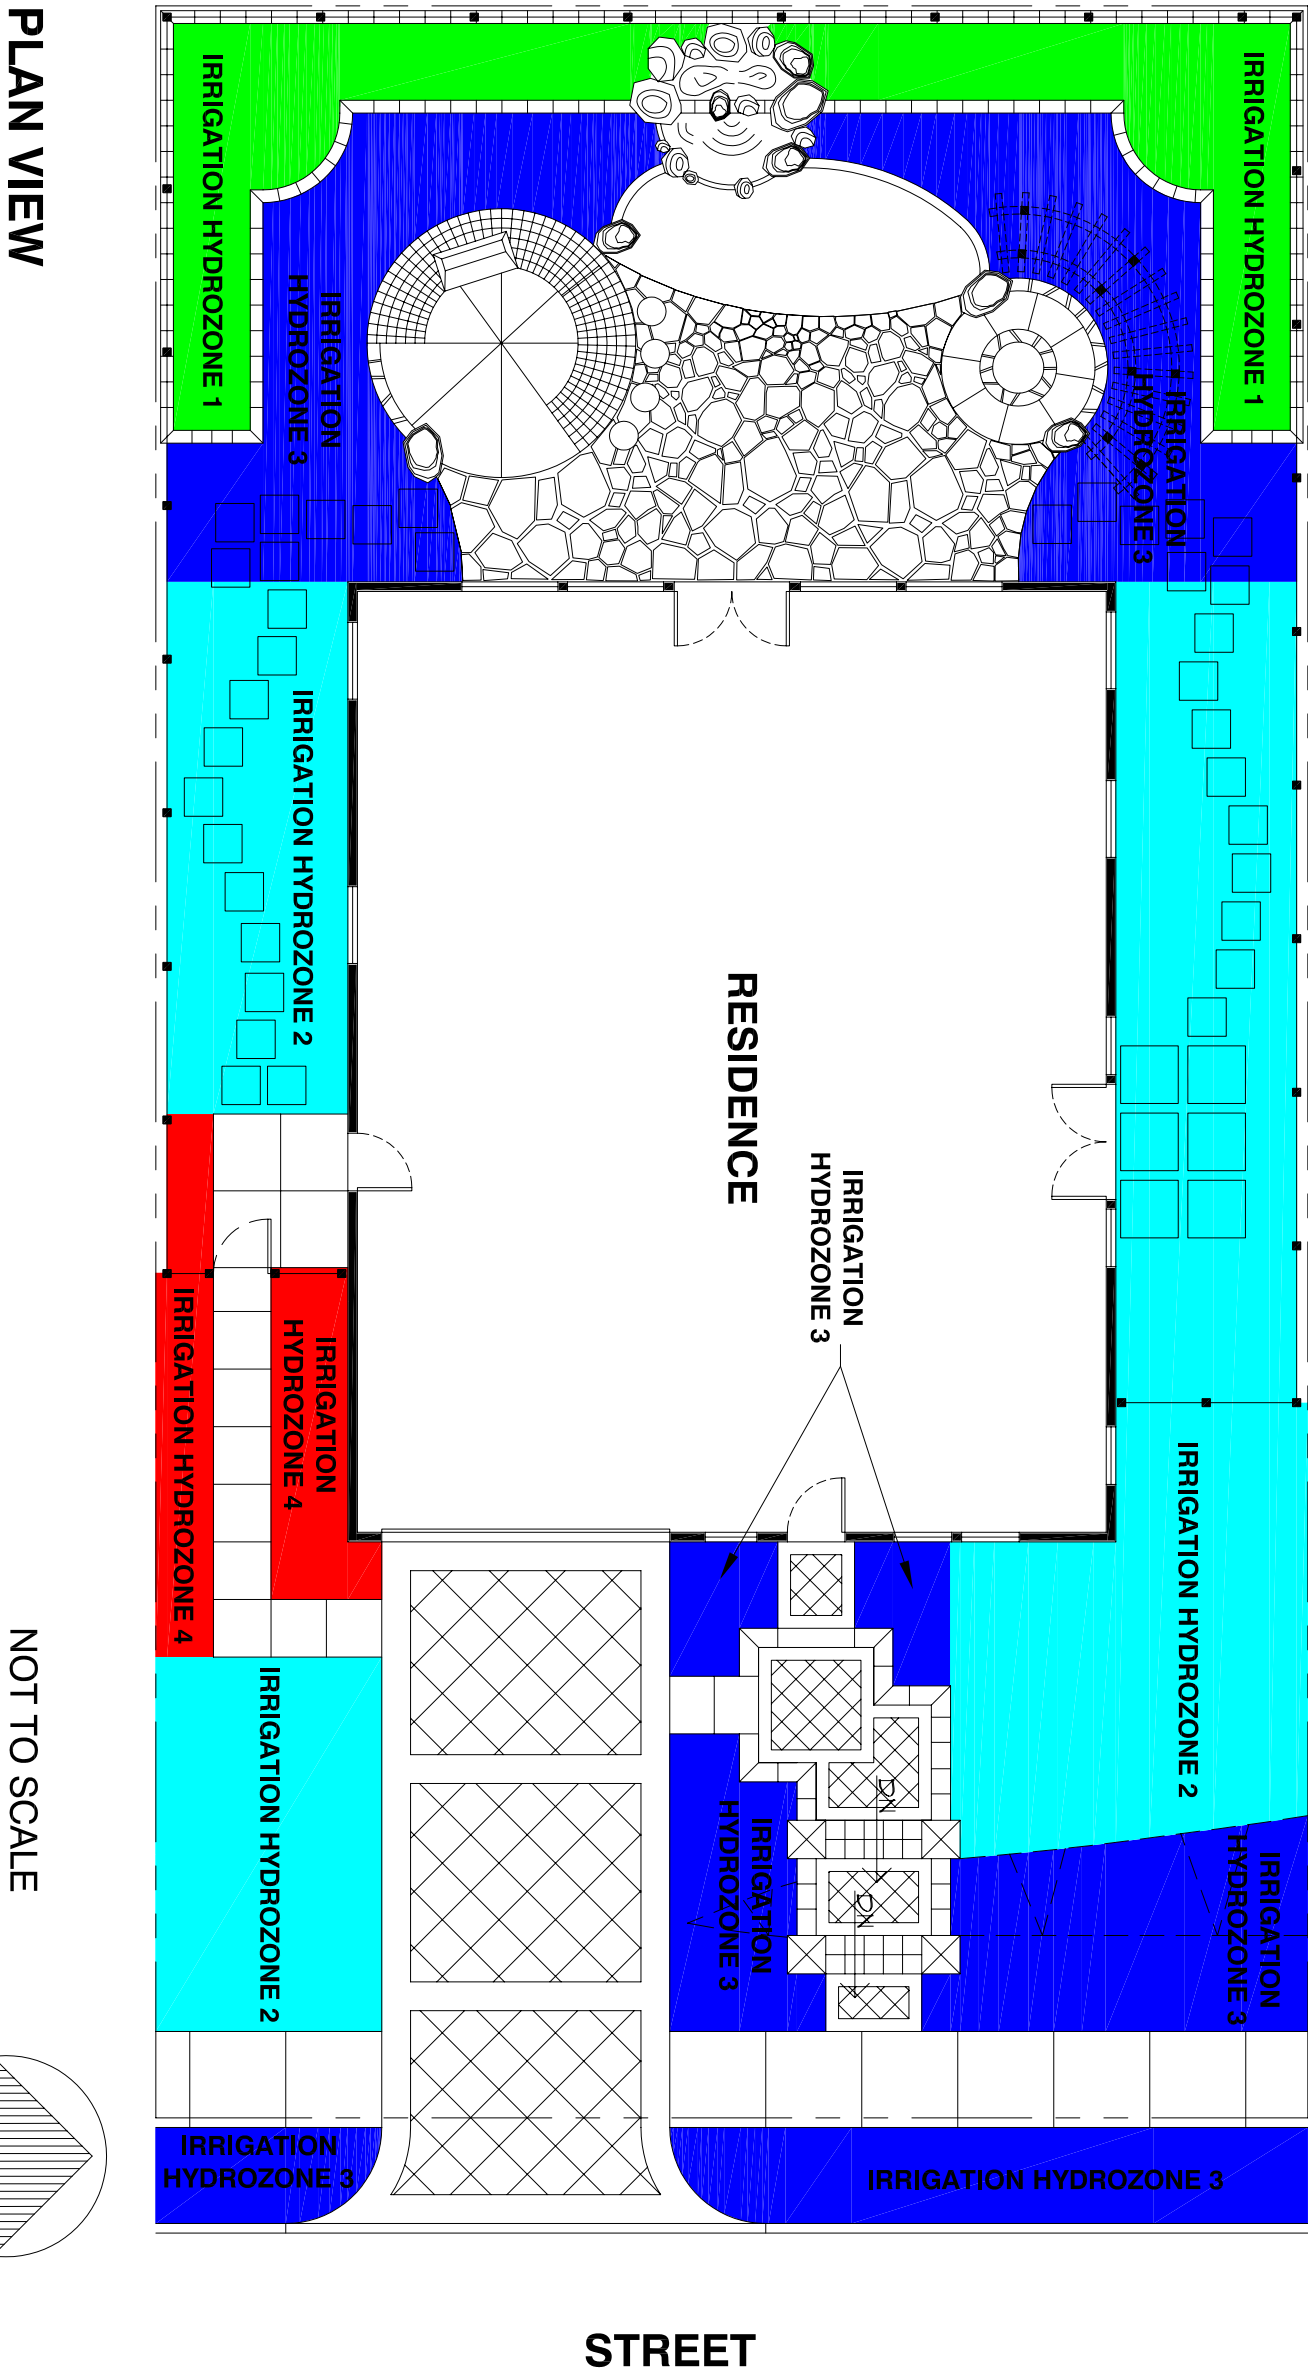 PLAN VIEW
IRRIGATION HYDROZONE 1
IRRIGATION HYDROZONE 1
IRRIGATION
HYDROZONE 3
IRRIGATION
HYDROZONE 3
IRRIGATION HYDROZONE 2
RESIDENCE
IRRIGATION
HYDROZONE 3
IRRIGATION HYDROZONE 4
IRRIGATION
HYDROZONE 4
IRRIGATION HYDROZONE 2
IRRIGATION HYDROZONE 2
DN
DN
IRRIGATION
HYDROZONE 3
IRRIGATION
HYDROZONE 3
NOT TO SCALE
IRRIGATION
HYDROZONE 3
IRRIGATION HYDROZONE 3
STREET